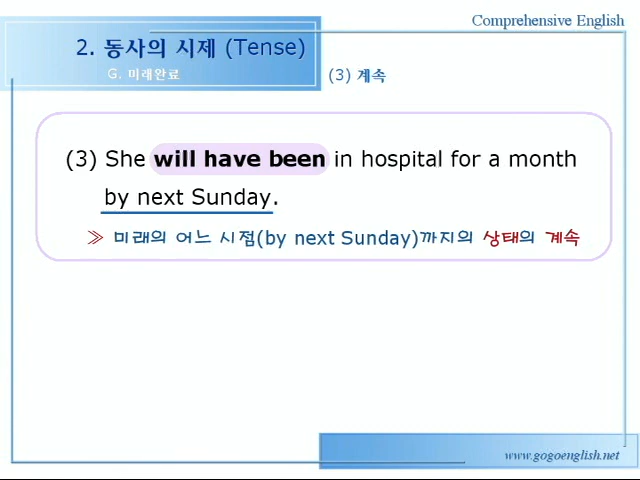 Comprehensive English
2. 동사의 시제 (Tense)
G. 미래완료
(3) 계속
(3) She will have been in hospital for a month
by next Sunday.
≫ 미래의 어느 시점(by next Sunday)까지의 상태의 계속
www.gogoenglish.net